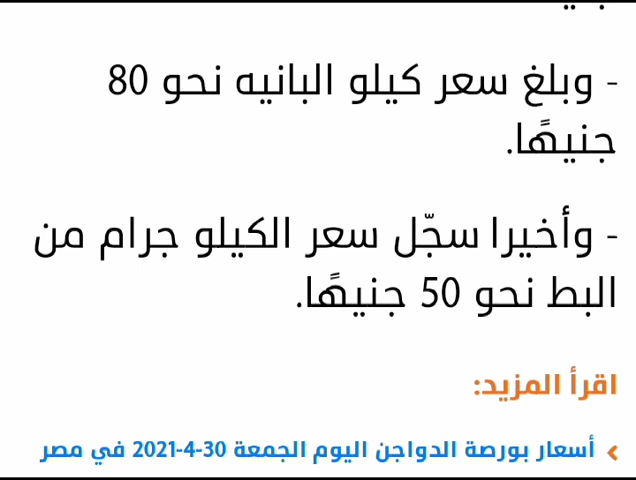 - وبلغ سعر كيلو البانيه نحو 80
جنيهًا.
- وأخيرا سجّل سعر الكيلو جرام من
البط نحو 50 جنيهًا.
اقرأ المزيد:
أسعار بورصة الدواجن اليوم الجمعة 30-4-2021 في مصر